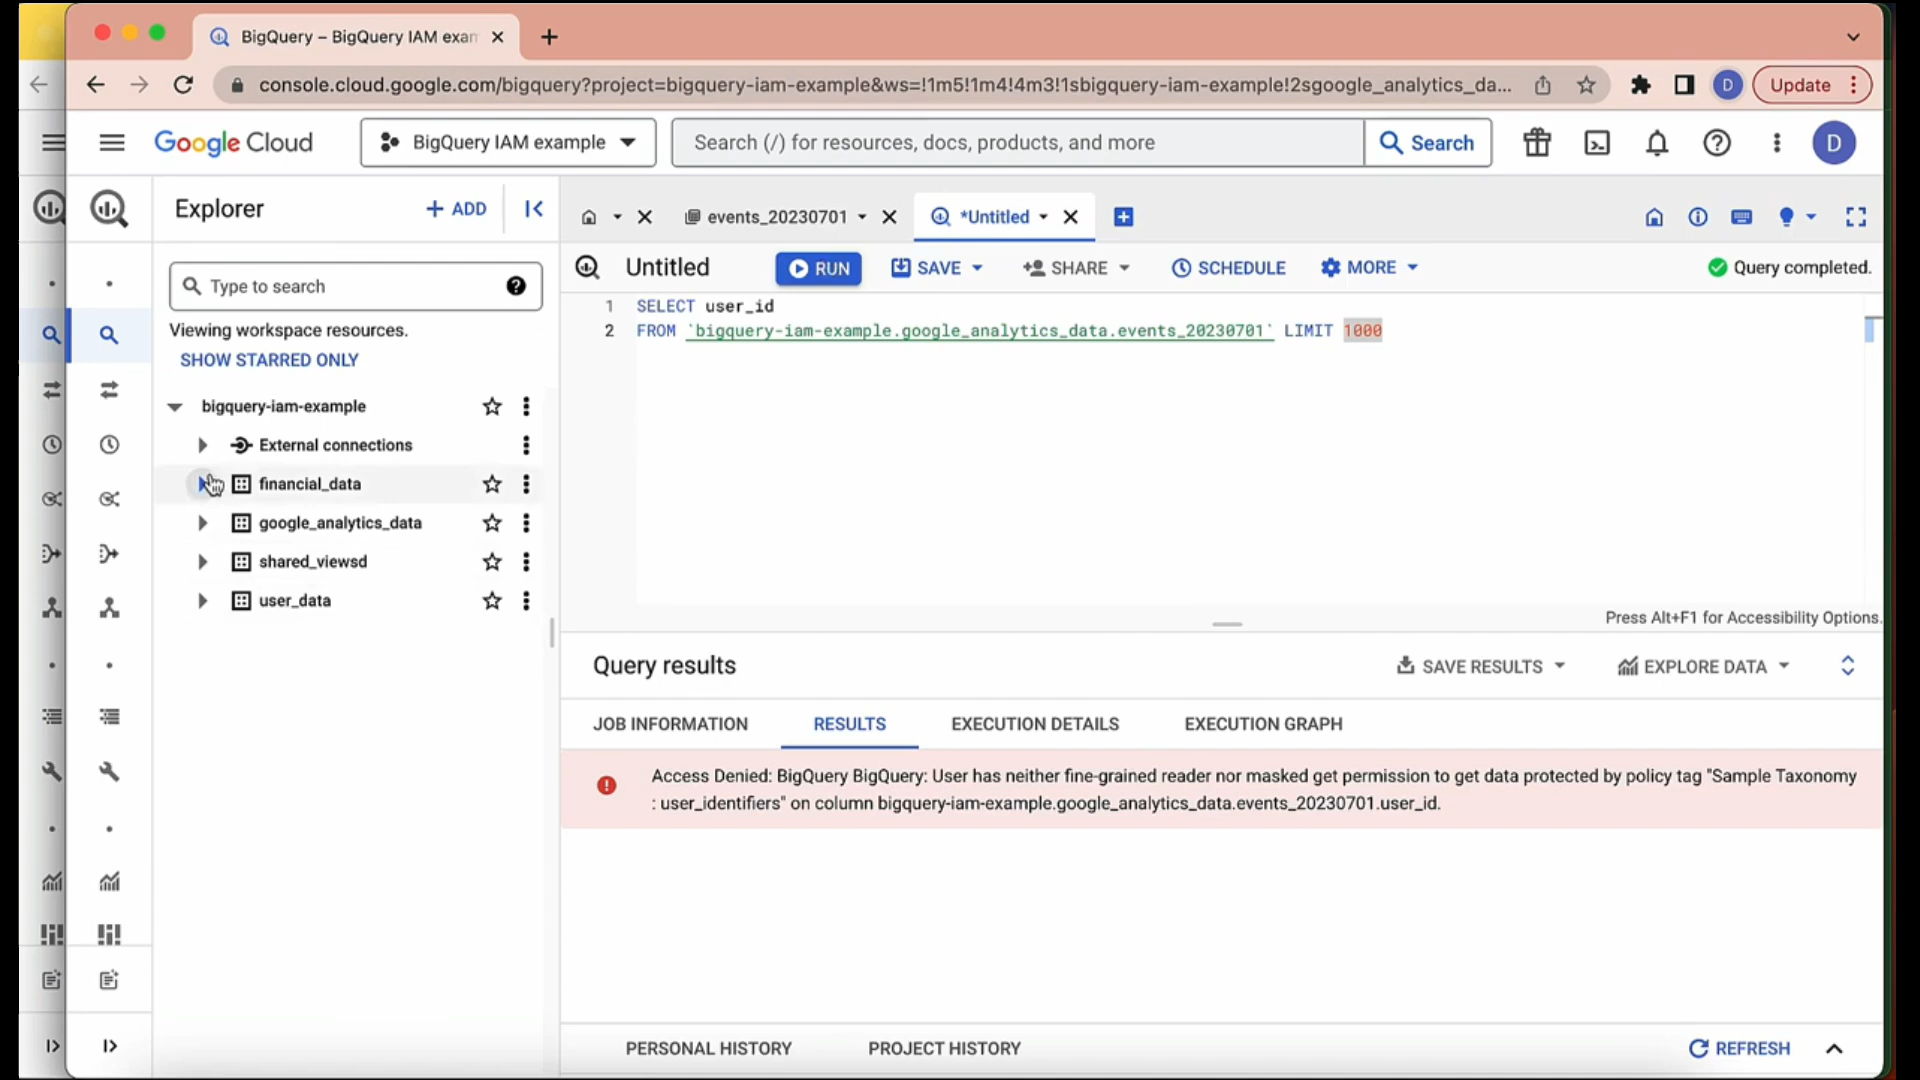 BigQuery – BigQuery IAM exam
console.cloud.google.com/bigquery?project=bigquery-iam-example&ws=!1m5!1m4!4m3!1sbigquery-iam-example!2sgoogle_analytics_da...
D
Update
Google Cloud
BigQuery IAM example
Search (/) for resources, docs, products, and more
Search
D
Explorer
+ ADD
events_20230701
*Untitled
Untitled
RUN
SAVE
SHARE
SCHEDULE
MORE
Query completed.
Type to search
Viewing workspace resources.
SHOW STARRED ONLY
bigquery-iam-example
External connections
financial_data
google_analytics_data
shared_viewsd
user_data
1 SELECT user_id
2 FROM `bigquery-iam-example.google_analytics_data.events_20230701` LIMIT 1000
Press Alt+F1 for Accessibility Options.
Query results
SAVE RESULTS
EXPLORE DATA
JOB INFORMATION
RESULTS
EXECUTION DETAILS
EXECUTION GRAPH
Access Denied: BigQuery BigQuery: User has neither fine-grained reader nor masked get permission to get data protected by policy tag "Sample Taxonomy
: user_identifiers" on column bigquery-iam-example.google_analytics_data.events_20230701.user_id.
PERSONAL HISTORY
PROJECT HISTORY
REFRESH